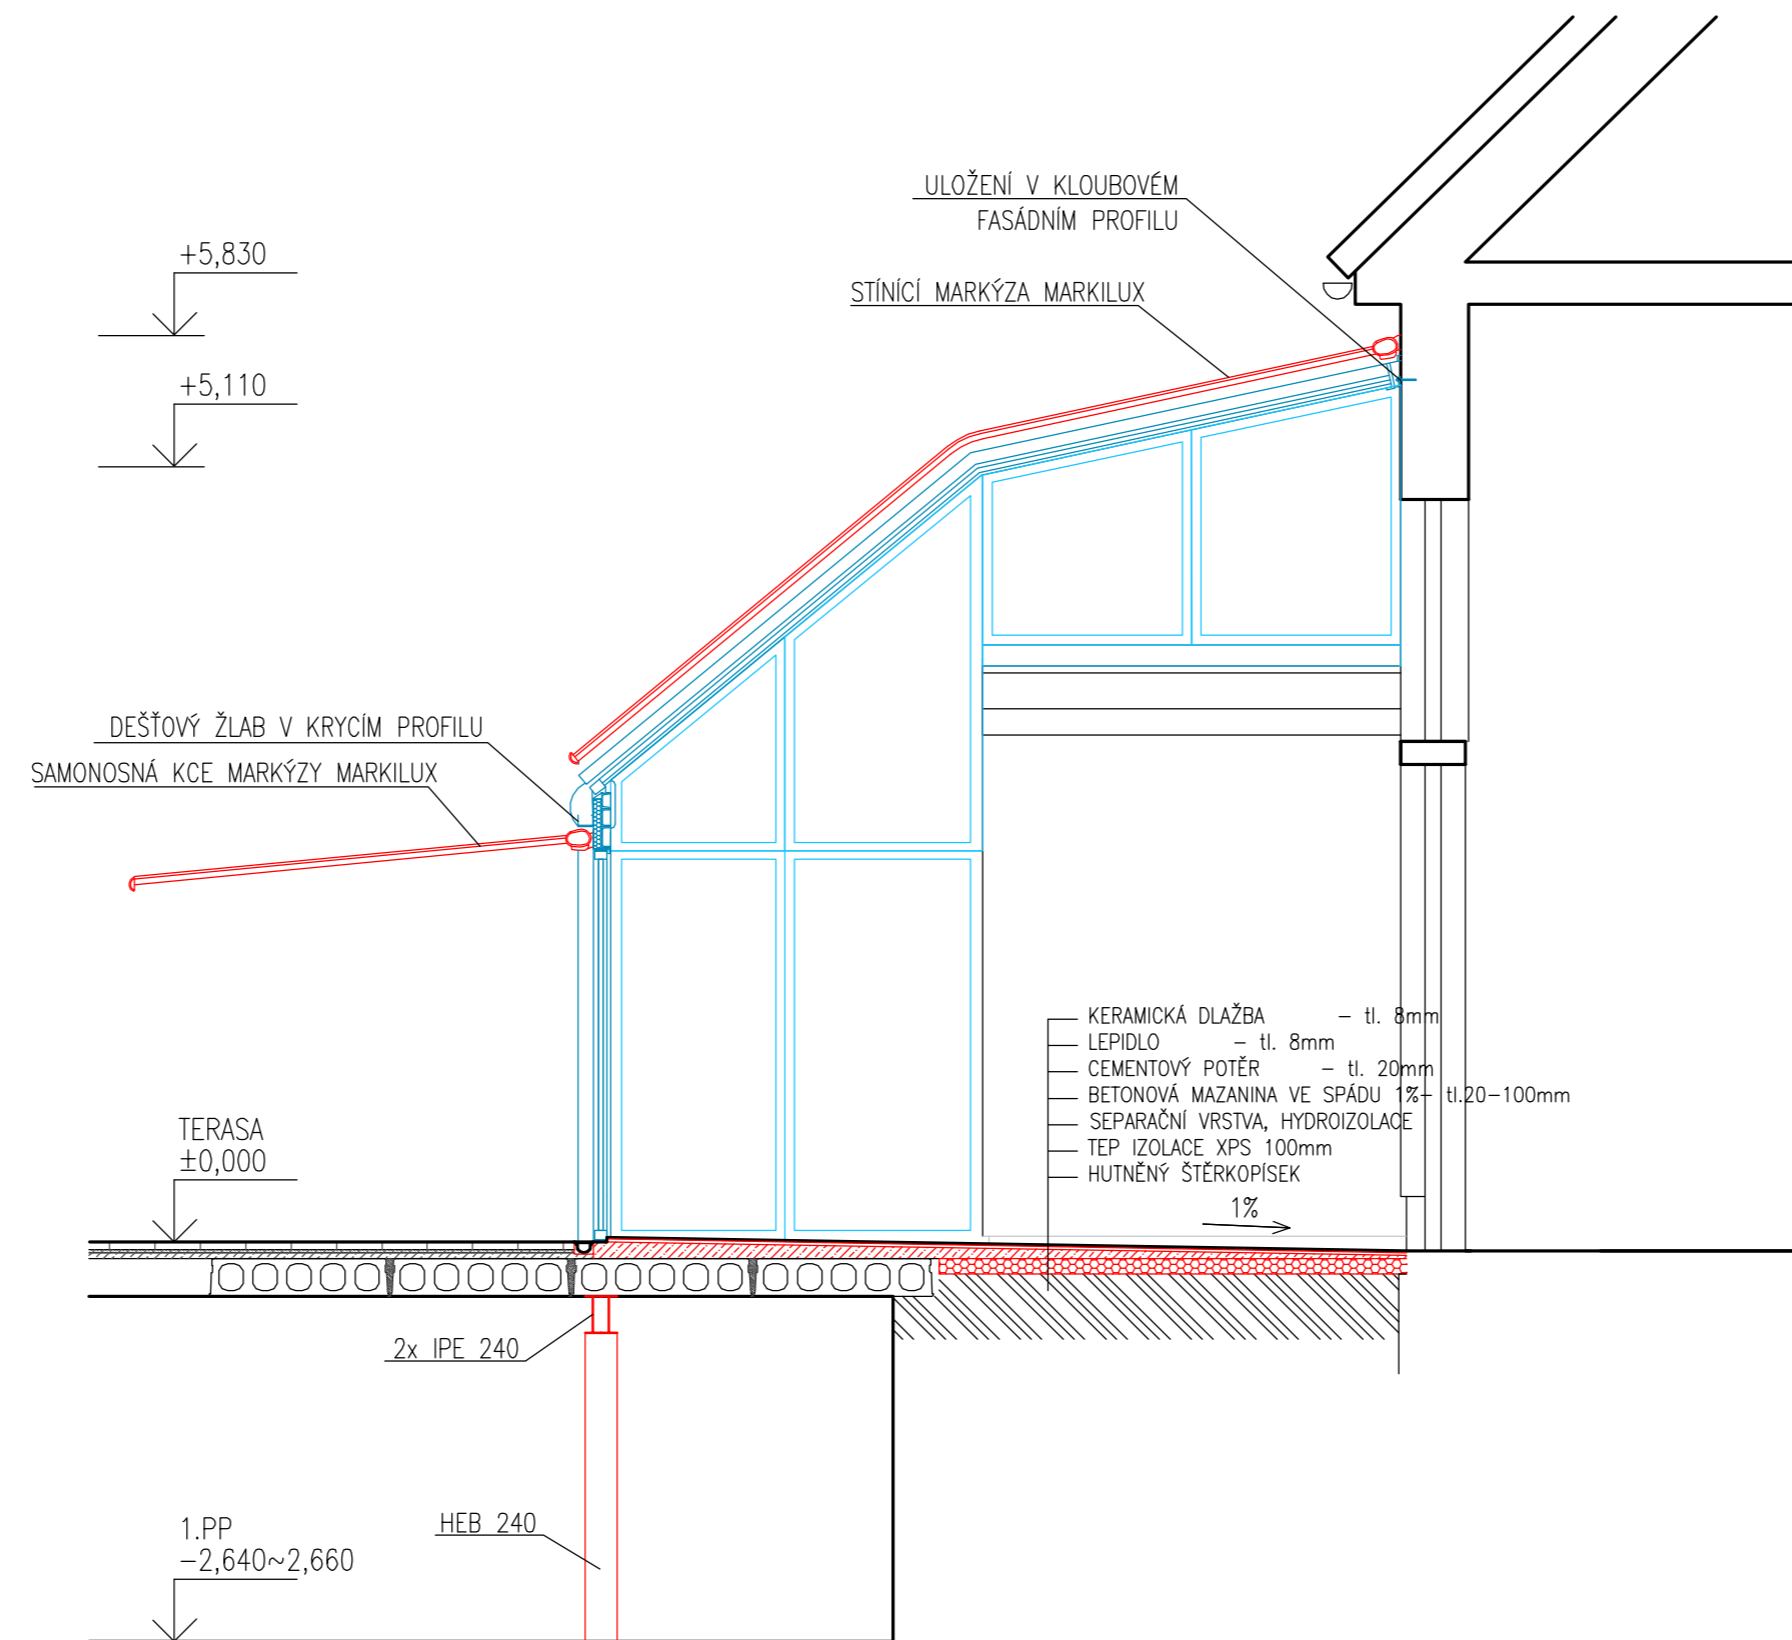 ULOŽENÍ V KLOUBOVÉM
FASÁDNÍM PROFILU
+5,830
STÍNÍCÍ MARKÝZA MARKILUX
+5,110
DEŠŤOVÝ ŽLAB V KRYCÍM PROFILU
SAMONOSNÁ KCE MARKÝZY MARKILUX
KERAMICKÁ DLAŽBA – tl. 8mm
LEPIDLO – tl. 8mm
CEMENTOVÝ POTĚR – tl. 20mm
BETONOVÁ MAZANINA VE SPÁDU 1%– tl.20–100mm
SEPARAČNÍ VRSTVA, HYDROIZOLACE
TEP IZOLACE XPS 100mm
HUTNĚNÝ ŠTĚRKOPÍSEK
1%
TERASA
±0,000
2x IPE 240
HEB 240
1.PP
–2,640~2,660